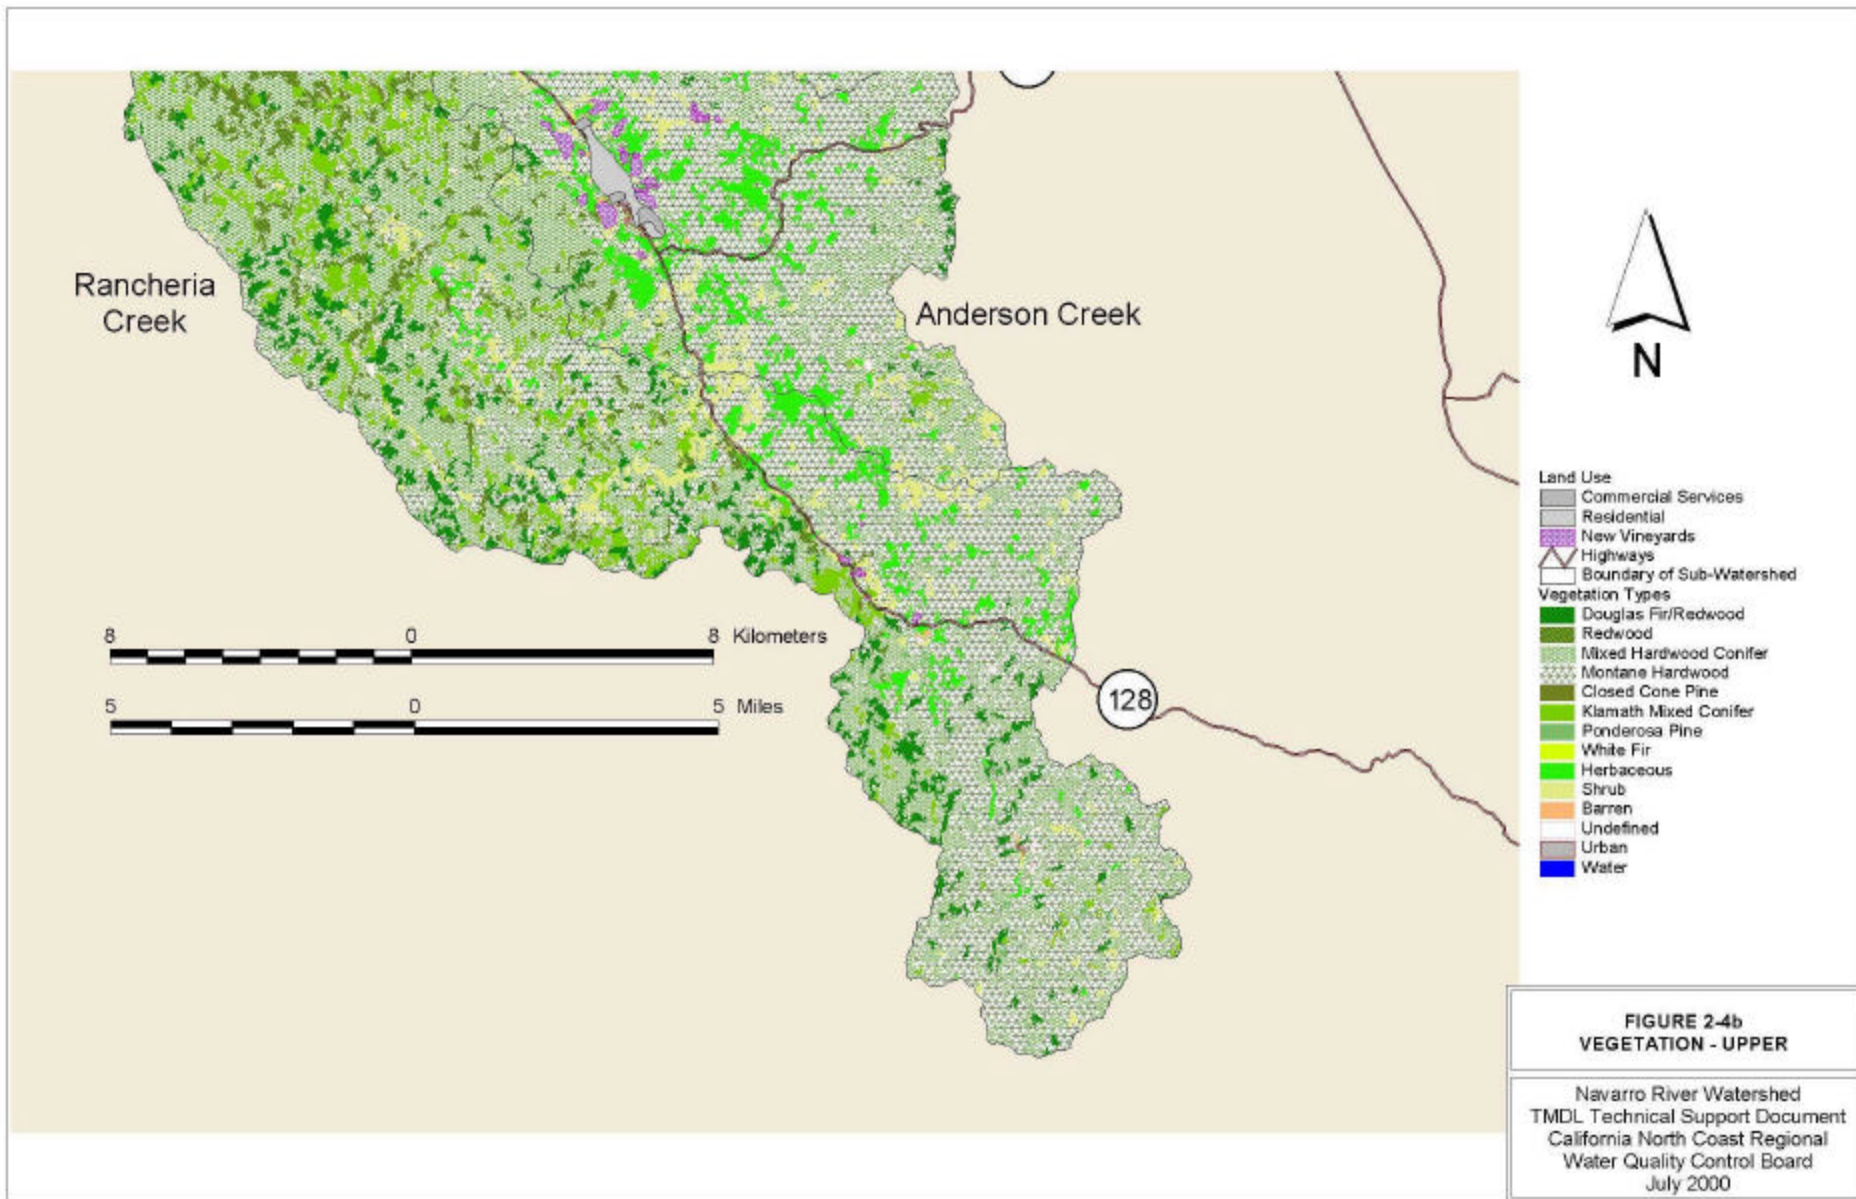 Rancheria
Creek
Anderson Creek
N
8 0 8 Kilometers
5 0 5 Miles
128
Land Use
Commercial Services
Residential
New Vineyards
Highways
Boundary of Sub-Watershed
Vegetation Types
Douglas Fir/Redwood
Redwood
Mixed Hardwood Conifer
Montane Hardwood
Closed Cone Pine
Klamath Mixed Conifer
Ponderosa Pine
White Fir
Herbaceous
Shrub
Barren
Undefined
Urban
Water
FIGURE 2-4b
VEGETATION - UPPER
Navarro River Watershed
TMDL Technical Support Document
California North Coast Regional
Water Quality Control Board
July 2000